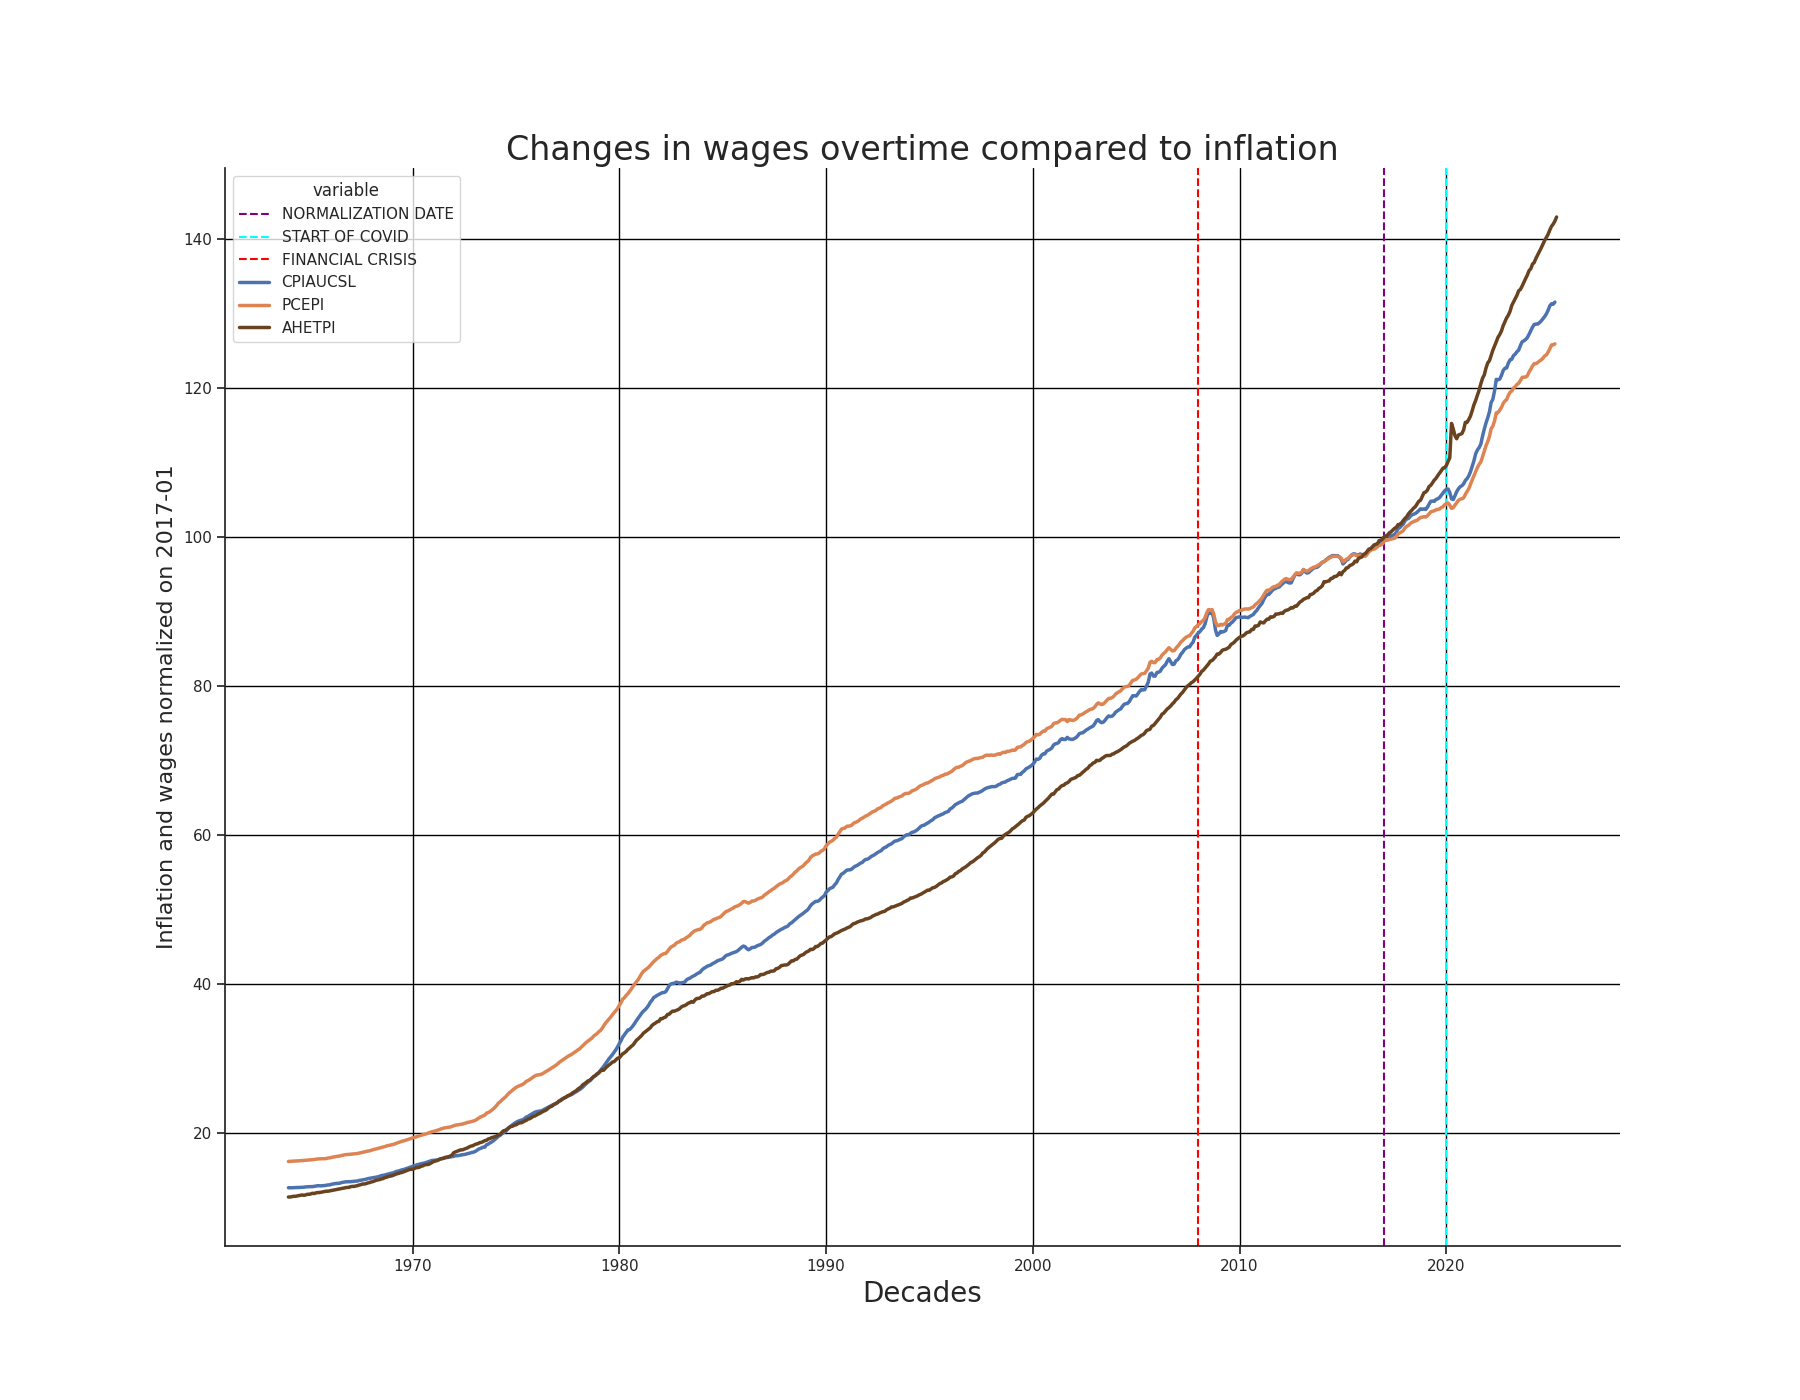 Changes in wages overtime compared to inflation
variable
NORMALIZATION DATE
START OF COVID
FINANCIAL CRISIS
CPIAUCSL
PCEPI
AHETPI
Inflation and wages normalized on 2017-01
140
120
100
80
60
40
20
1970 1980 1990 2000 2010 2020
Decades